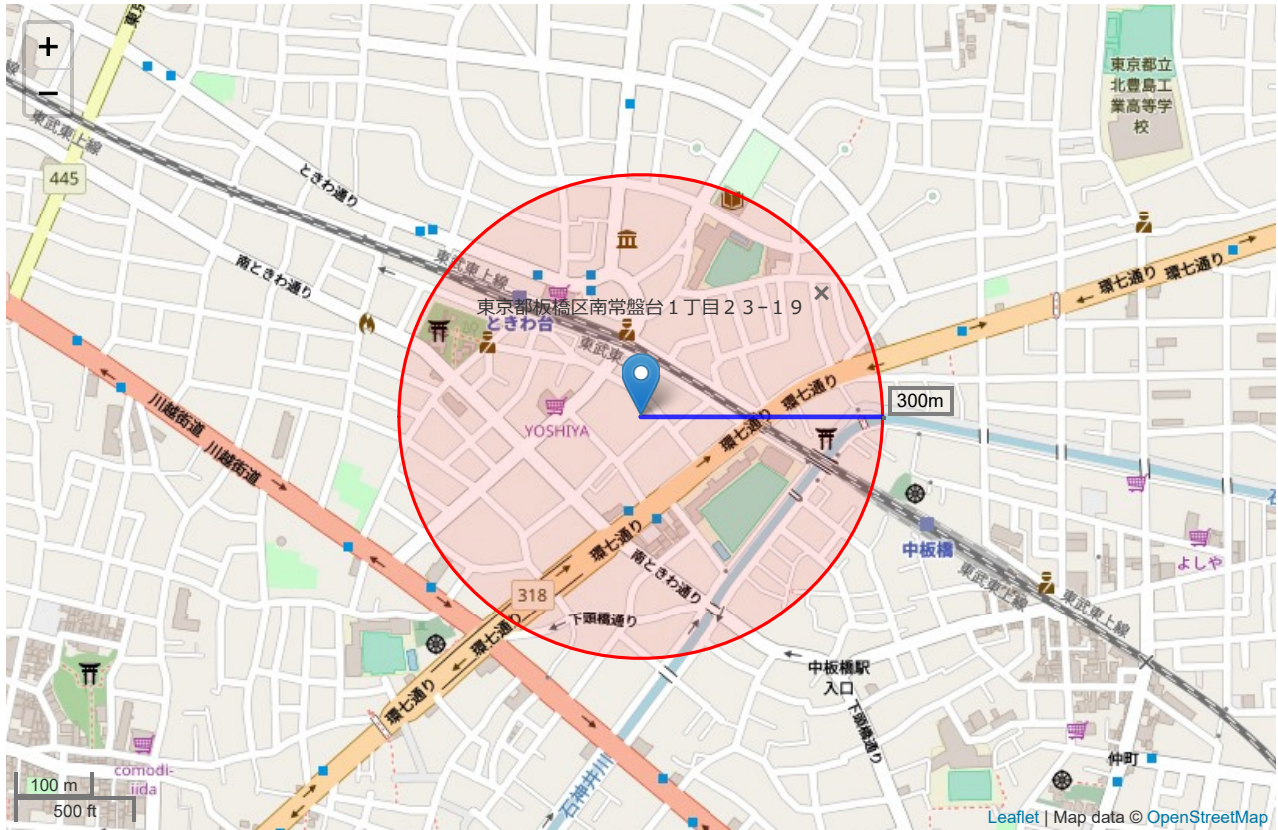 +
−
東武東上線
445
ときわ通り
南ときわ通り
東京都立
北豊島工
業高等学
校
東武東上線
東京都板橋区南常盤台１丁目２３−１９
×
ときわ台
東武東
YOSHIYA
環七通り
環七通り
環七通り
環七通り
300m
川越街道
川越街道
環七通り
318
南ときわ通り
下頭橋通り
環七通り
環七通り
中板橋
よしや
東武東上線
東武東上線
中板橋駅
入口
下頭橋通り
仲町
石神井川
comodi-
iida
100 m
500 ft
Leaflet | Map data © OpenStreetMap